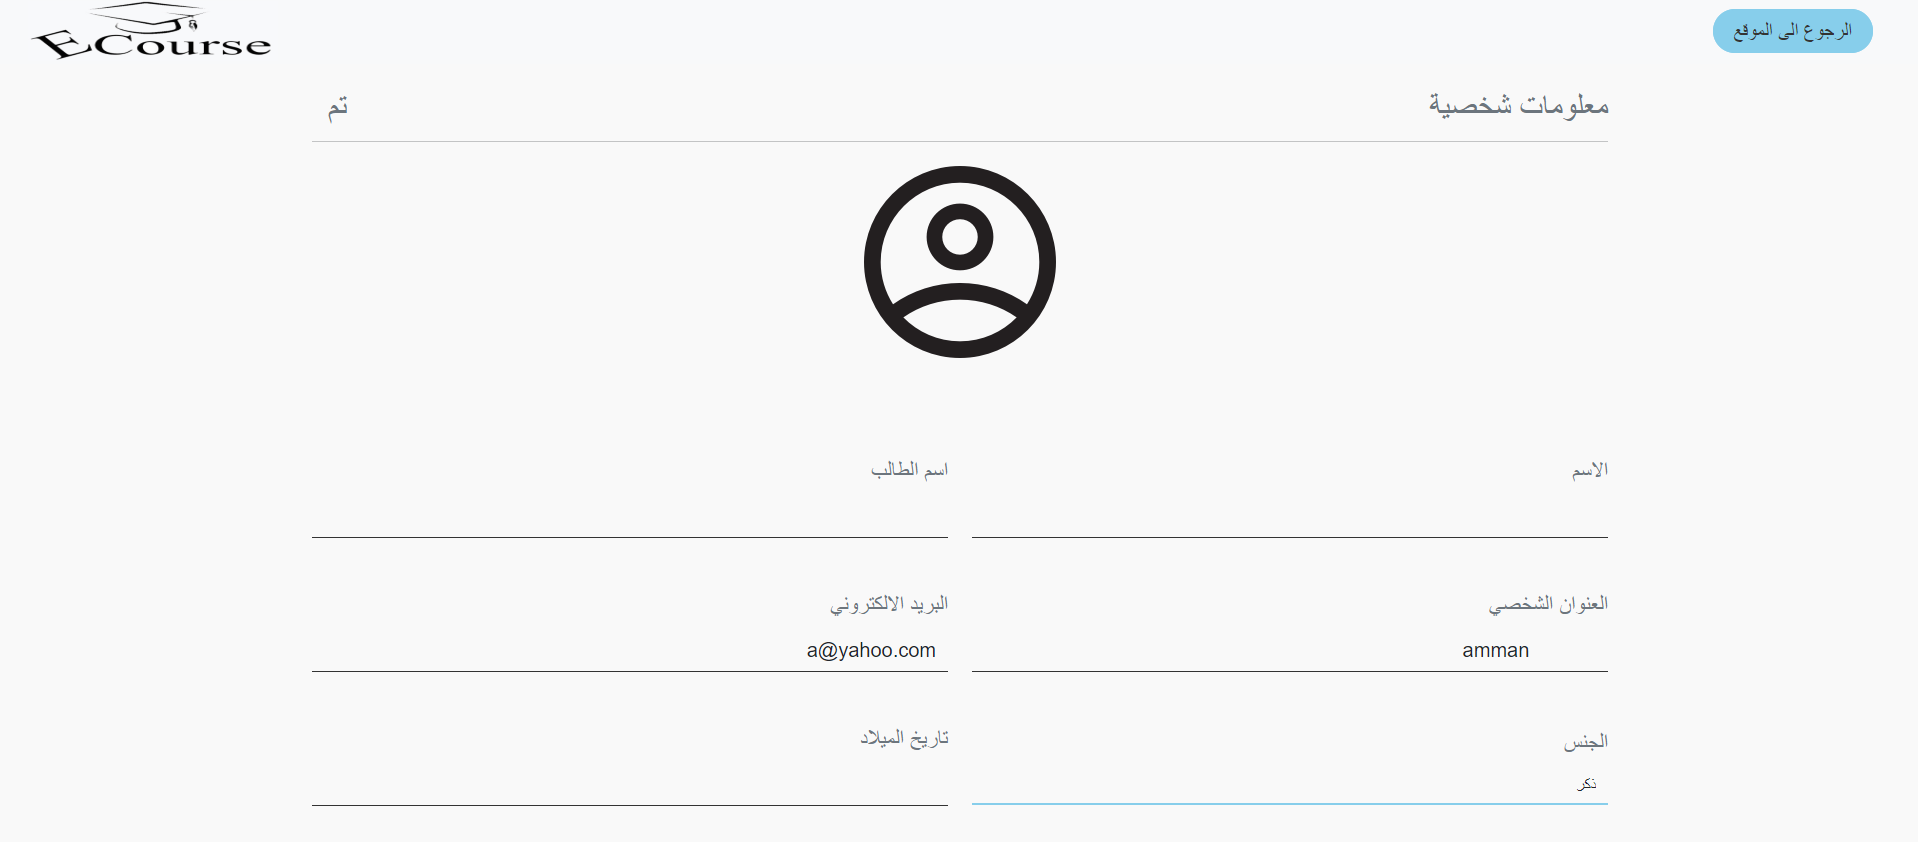 الرجوع الى الموقع
ECourse
معلومات شخصية
تم
الاسم
اسم الطالب
العنوان الشخصي
البريد الالكتروني
amman
a@yahoo.com
الجنس
تاريخ الميلاد
ذكر